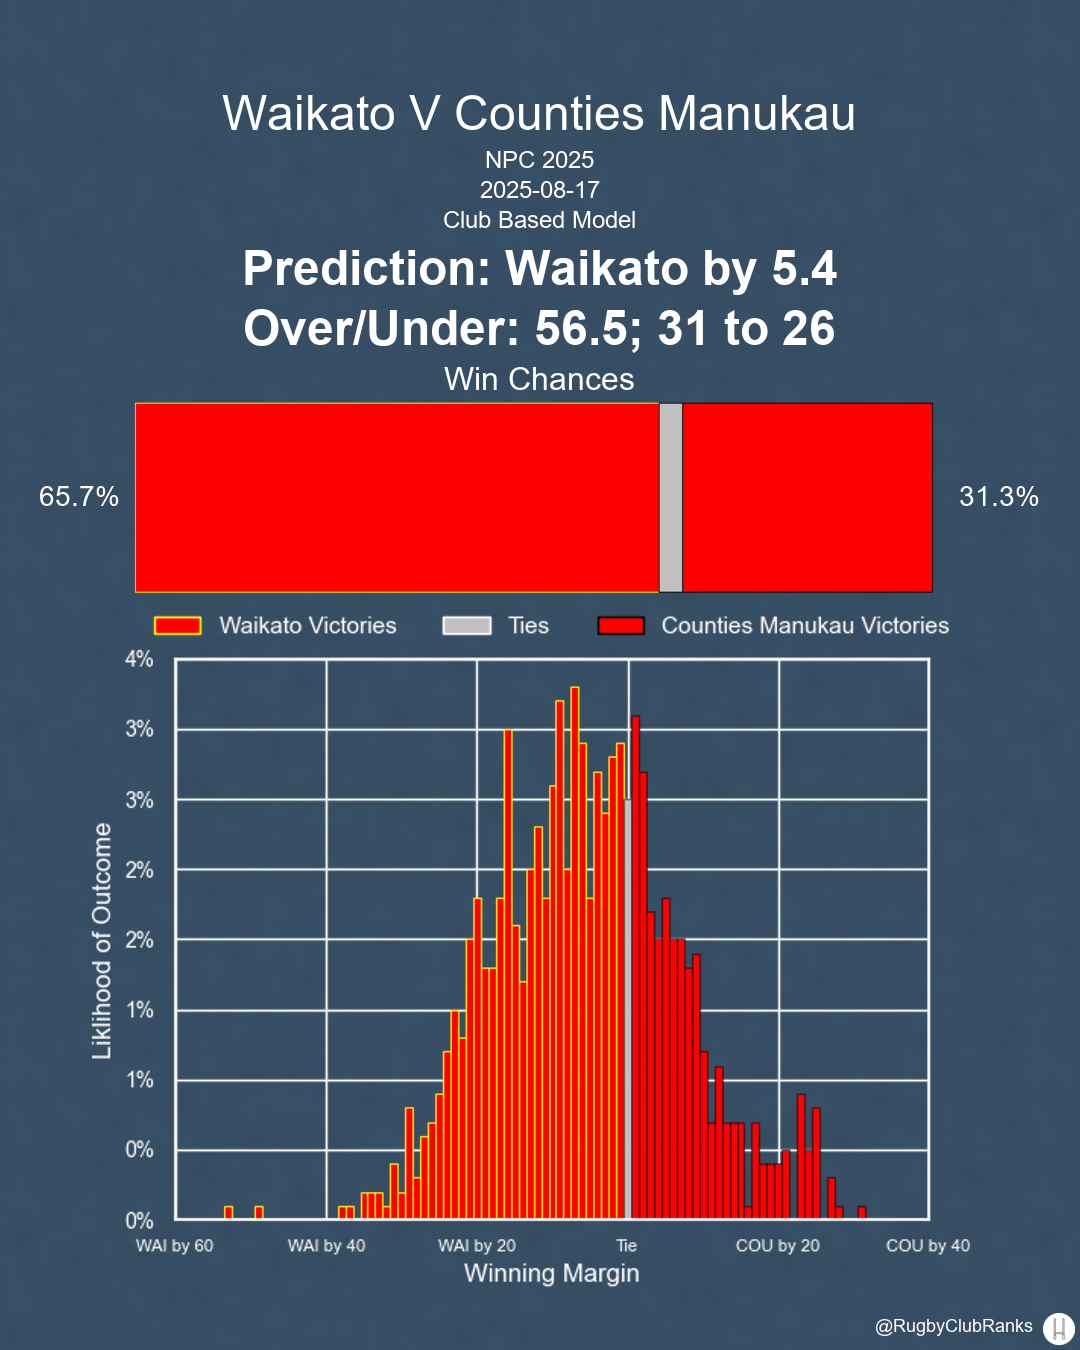 Waikato V Counties Manukau
NPC 2025
2025-08-17
Club Based Model
Prediction: Waikato by 5.4
Over/Under: 56.5; 31 to 26
Win Chances
65.7%
31.3%
Waikato Victories
Ties
Counties Manukau Victories
4%
3%
3%
2%
2%
1%
1%
0%
0%
Liklihood of Outcome
WAI by 60
WAI by 40
WAI by 20
Tie
COU by 20
COU by 40
Winning Margin
@RugbyClubRanks